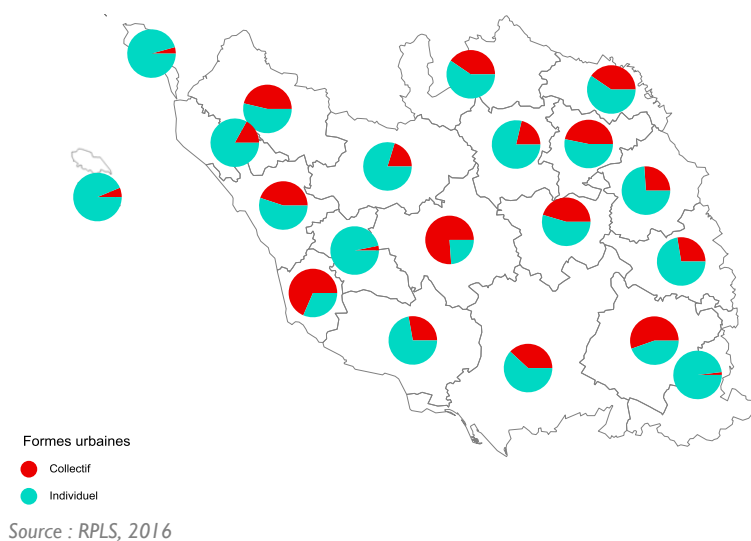 Formes urbaines
Collectif
Individuel
Source : RPLS, 2016